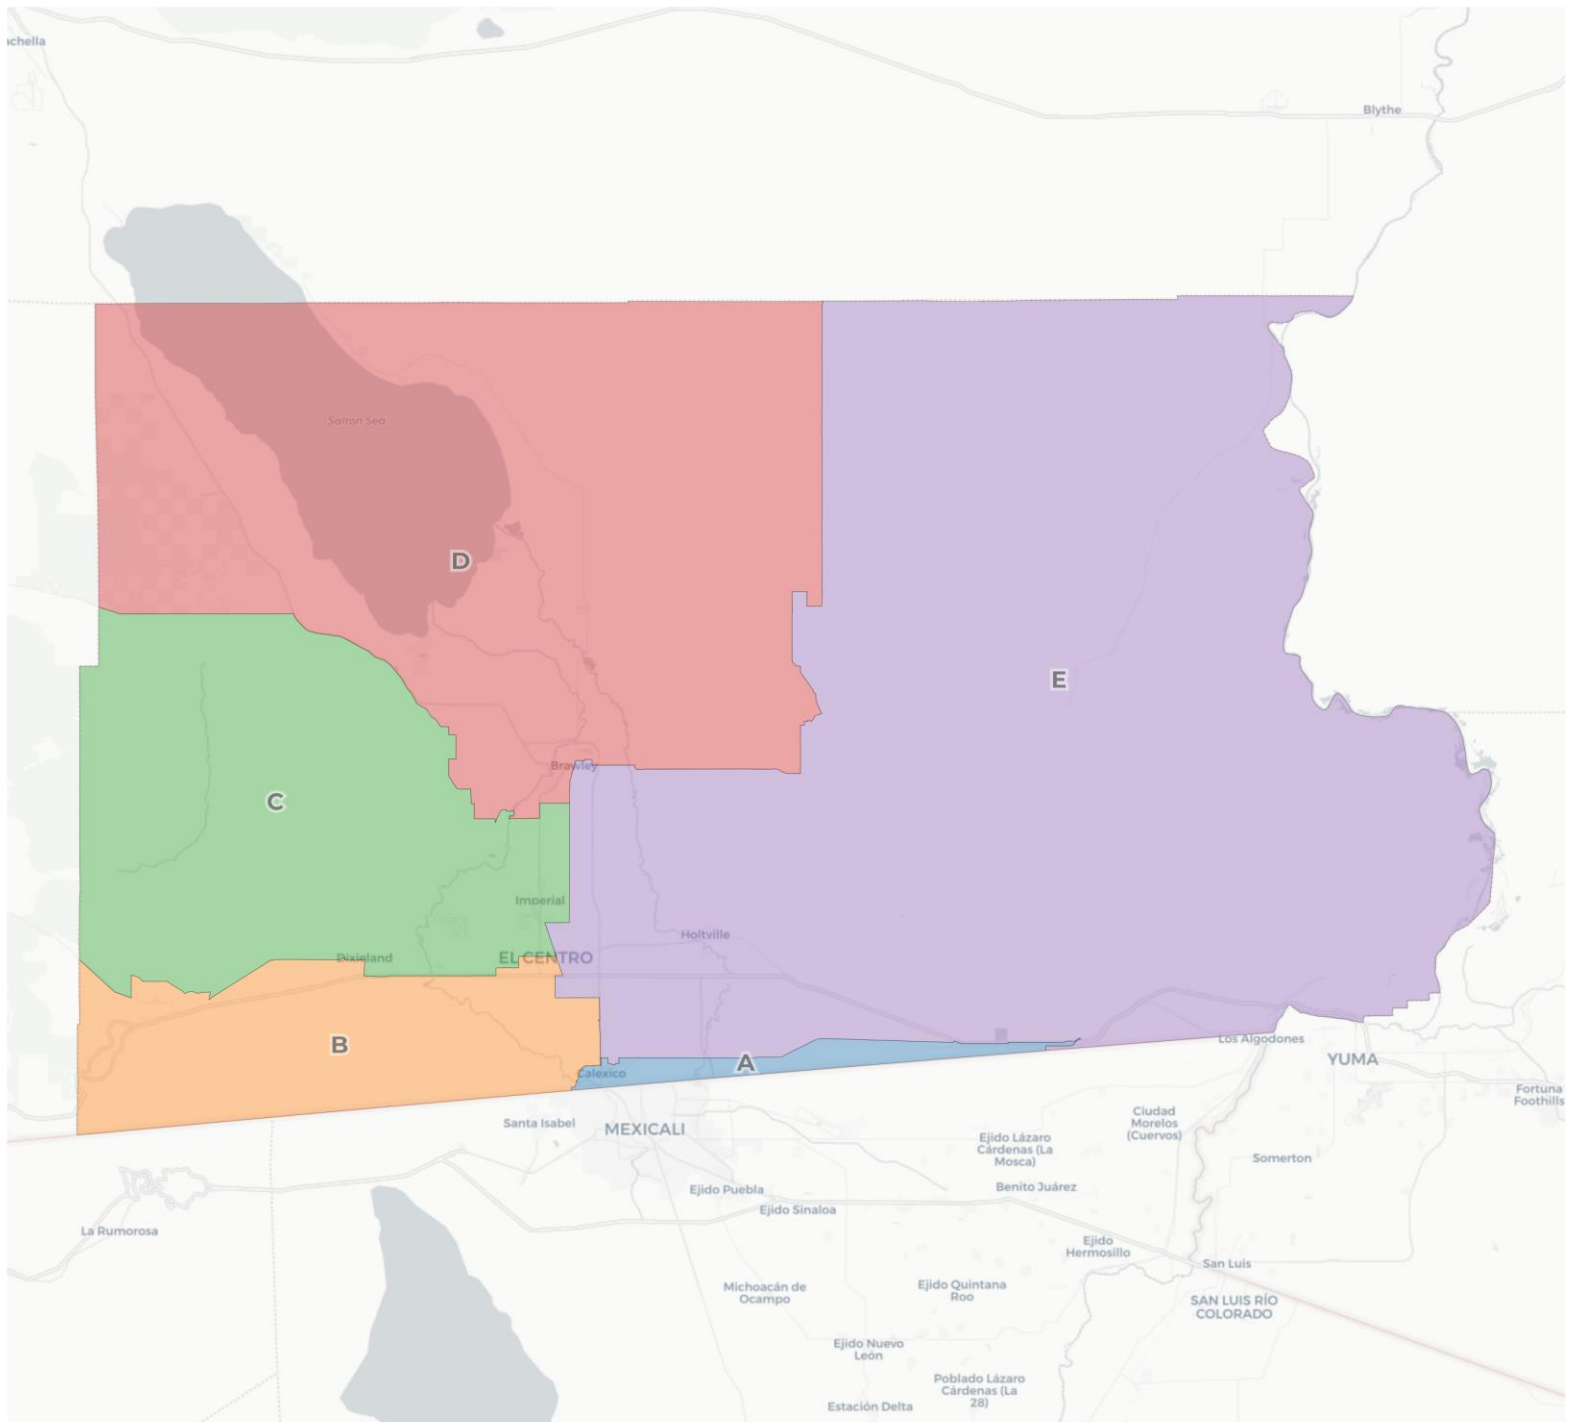 achella
Blythe
Salton Sea
D
E
Brawley
C
Imperial
Holtville
Dixieland
EL CENTRO
B
A
Calexico
Los Algodones
YUMA
Fortuna
Foothills
Santa Isabel
MEXICALI
Ciudad
Morelos
(Cuervos)
Ejido Lázaro
Cárdenas (La
Mosca)
Somerton
Ejido Puebla
Benito Juárez
Ejido Sinaloa
La Rumorosa
Ejido
Hermosillo
San Luis
Michoacán de
Ocampo
Ejido Quintana
Roo
SAN LUIS RÍO
COLORADO
Ejido Nuevo
León
Poblado Lázaro
Cárdenas (La
28)
Estación Delta